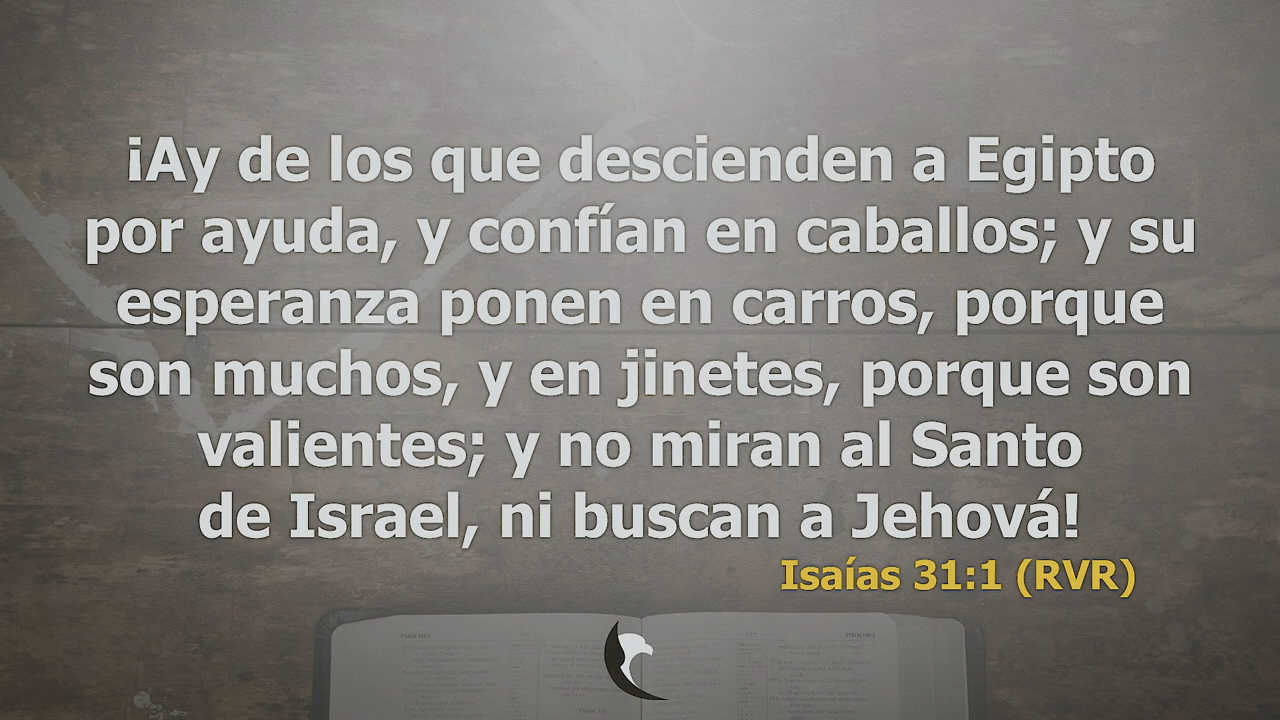 ¡Ay de los que descienden a Egipto
por ayuda, y confían en caballos; y su
esperanza ponen en carros, porque
son muchos, y en jinetes, porque son
valientes; y no miran al Santo
de Israel, ni buscan a Jehová!
Isaías 31:1 (RVR)